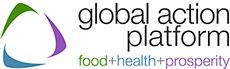 global action
platform
food+health+prosperity